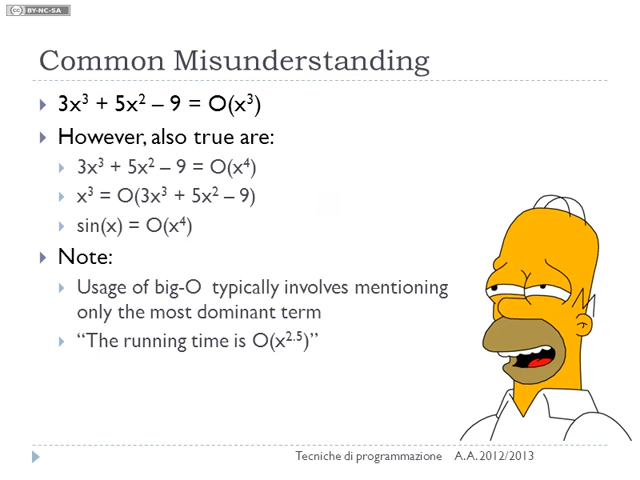 BY-NC-SA
Common Misunderstanding
3x³ + 5x² – 9 = O(x³)
However, also true are:
3x³ + 5x² – 9 = O(x⁴)
x³ = O(3x³ + 5x² – 9)
sin(x) = O(x⁴)
Note:
Usage of big-O typically involves mentioning
only the most dominant term
“The running time is O(x²·⁵)”
Tecniche di programmazione A.A. 2012/2013